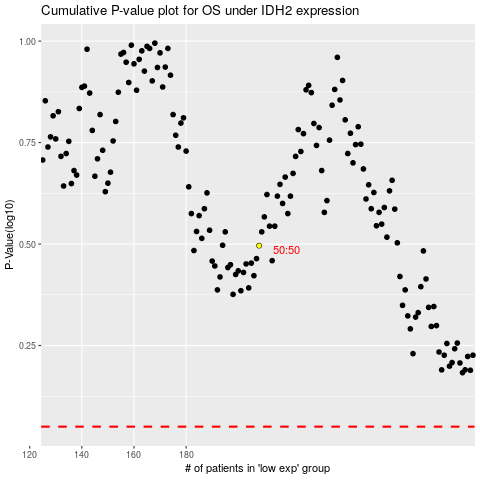 Cumulative P-value plot for OS under IDH2 expression
P-Value(log10)
1.00
0.75
0.50
0.25
50:50
120 140 160 180
# of patients in 'low exp' group